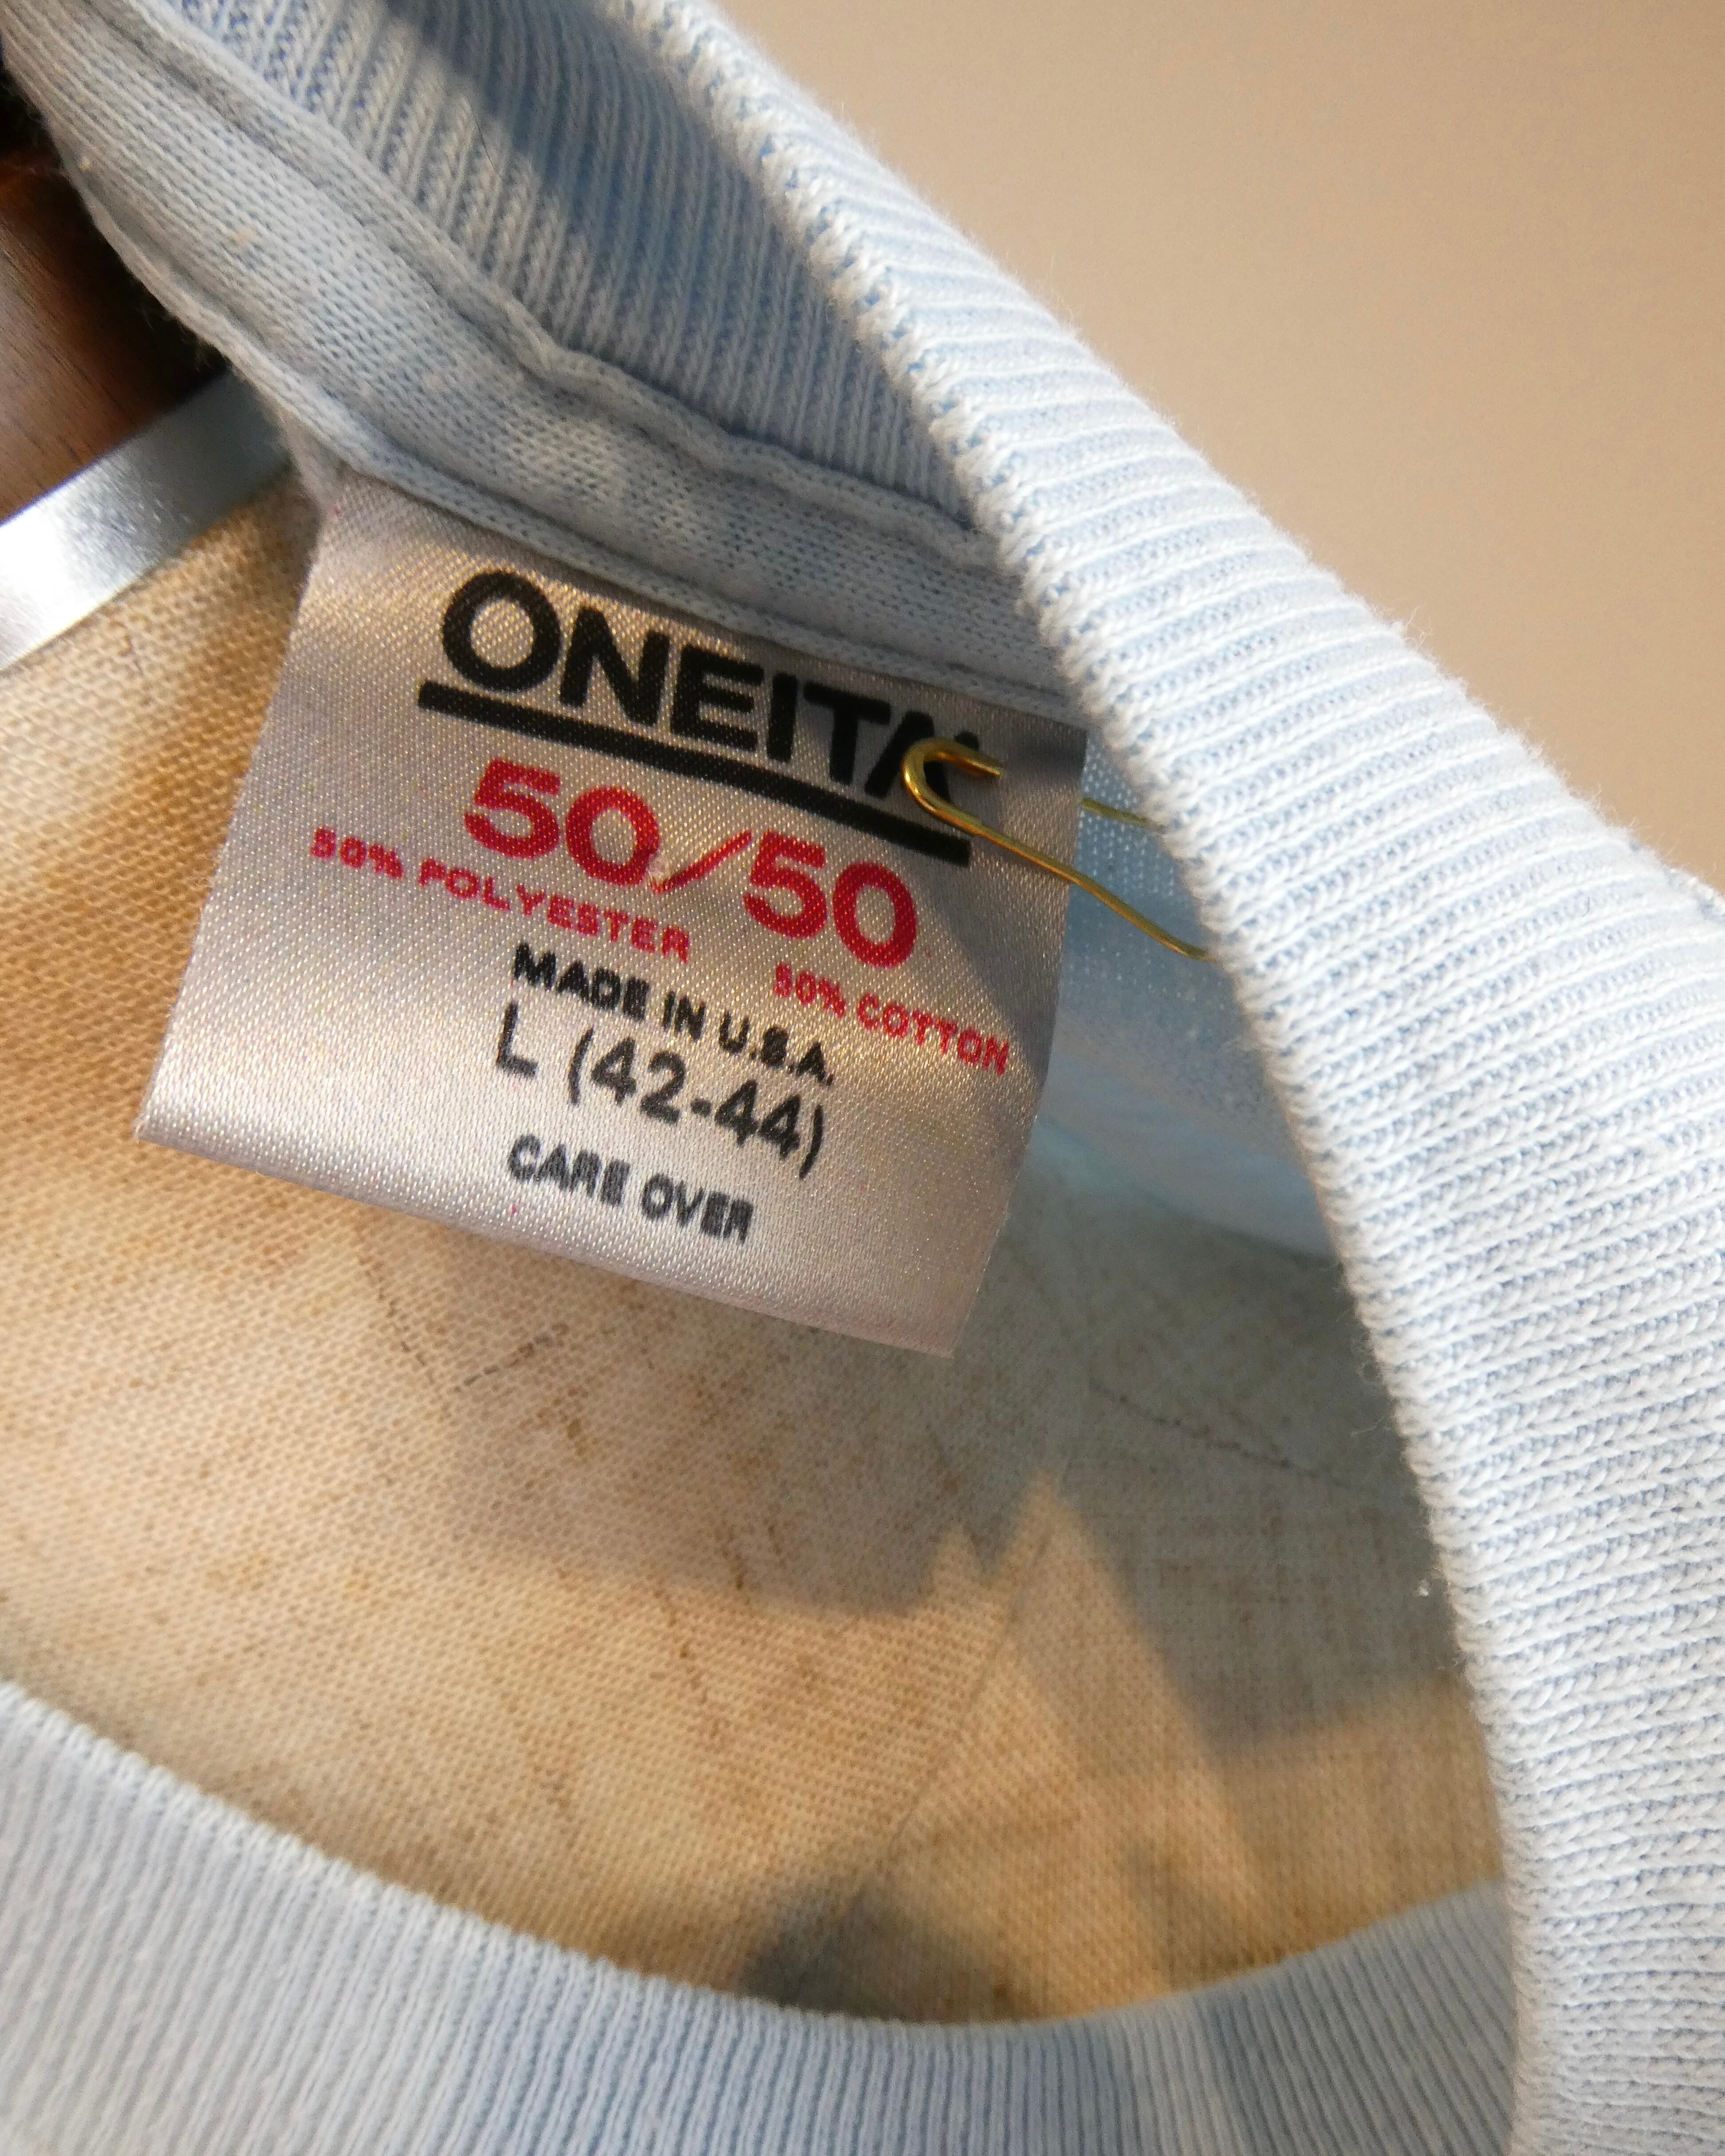 ONEITA
50/50
50% POLYESTER 50% COTTON
MADE IN U.S.A.
L (42-44)
CARE OVER